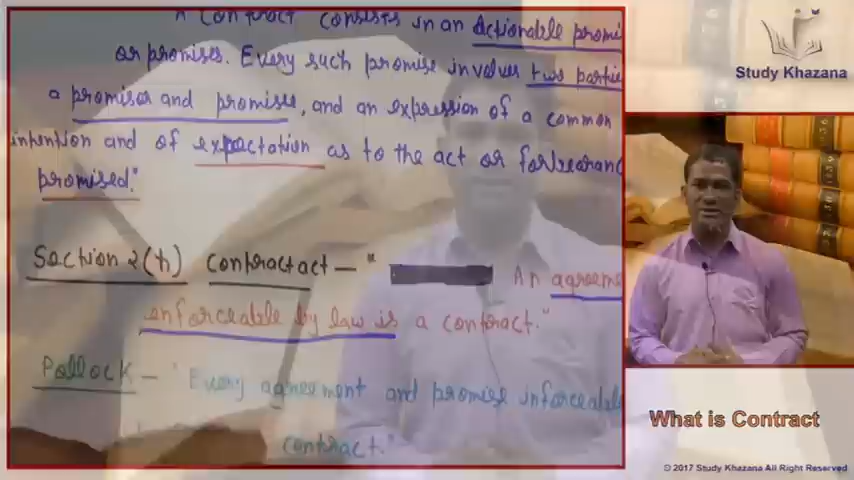 A contract consists in an actionable promi
or promises. Every such promise involves two partie
a promisor and promise, and an expression of a common
intention and of expectation as to the act or forbearanc
promised."
Section 2(h) contractact - " An agreeme
enforceable by law is a contract."
Pollock - "Every agreement and promise inforceable
contract."
Study Khazana
What is Contract
© 2017 Study Khazana All Right Reserved